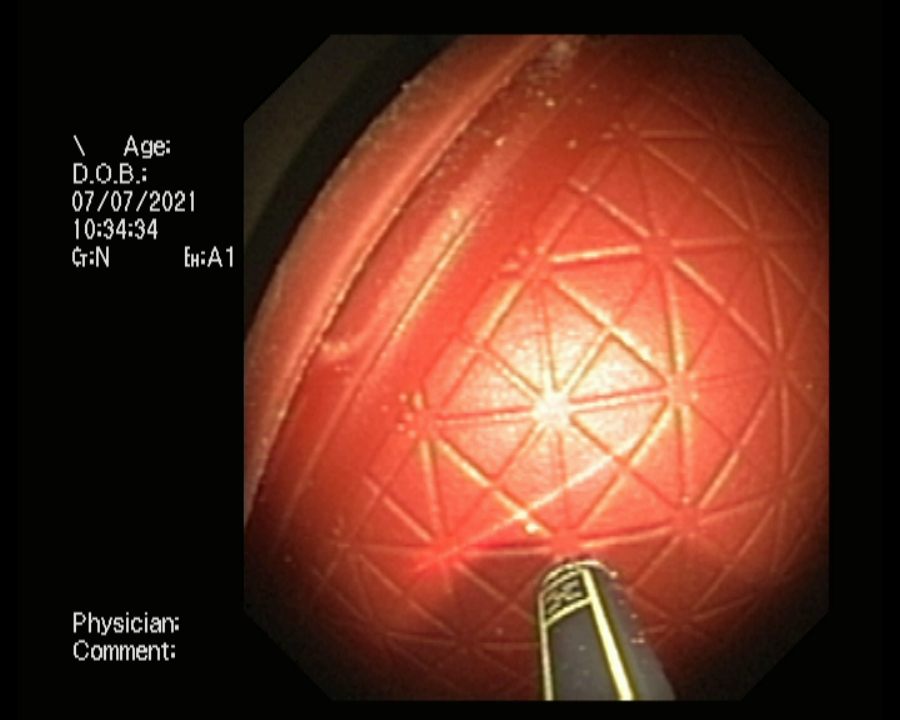 \ Age:
D.O.B.:
07/07/2021
10:34:34
Cr:N EH:A1
Physician:
Comment: